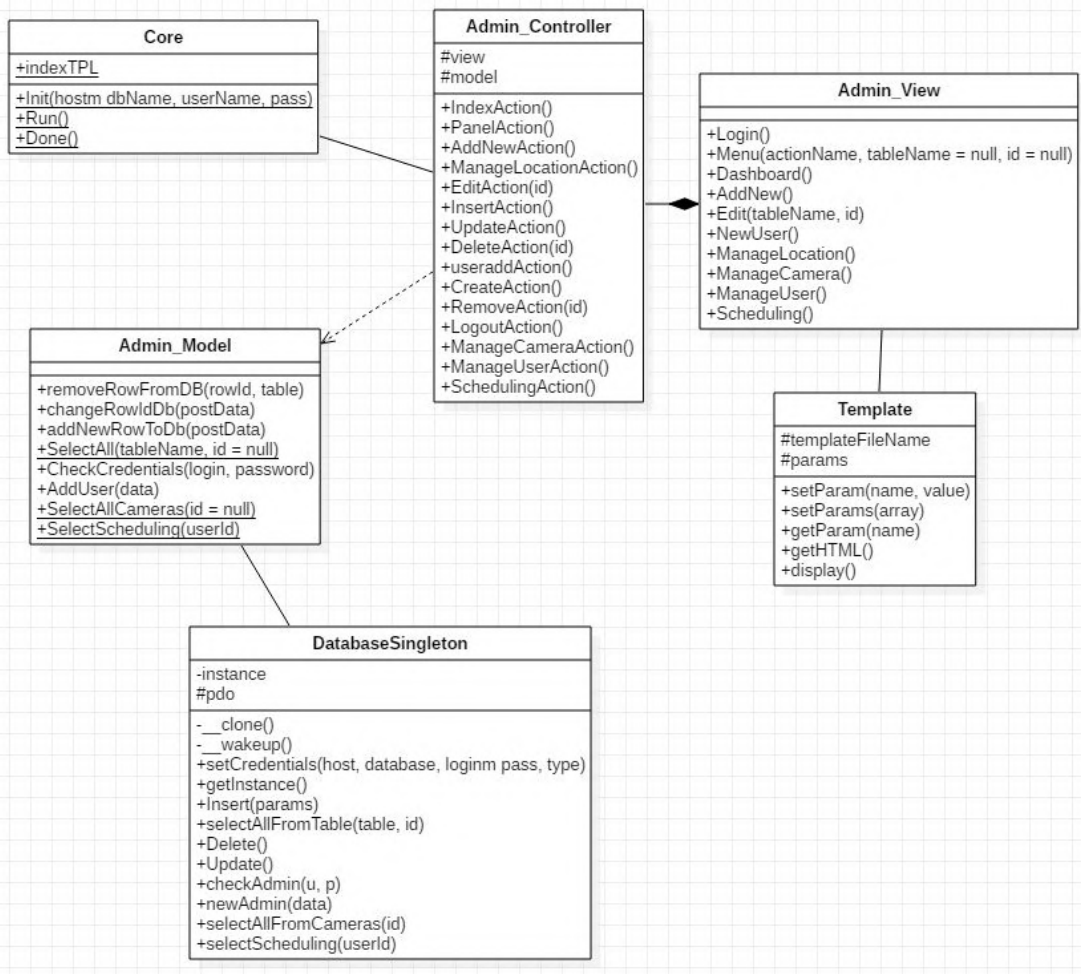 Core
+indexTPL
+Init(hostm dbName, userName, pass)
+Run()
+Done()
Admin_Controller
#view
#model
+IndexAction()
+PanelAction()
+AddNewAction()
+ManageLocationAction()
+EditAction(id)
+InsertAction()
+UpdateAction()
+DeleteAction(id)
+useraddAction()
+CreateAction()
+RemoveAction(id)
+LogoutAction()
+ManageCameraAction()
+ManageUserAction()
+SchedulingAction()
Admin_View
+Login()
+Menu(actionName, tableName = null, id = null)
+Dashboard()
+AddNew()
+Edit(tableName, id)
+NewUser()
+ManageLocation()
+ManageCamera()
+ManageUser()
+Scheduling()
Admin_Model
+removeRowFromDB(rowId, table)
+changeRowIdDb(postData)
+addNewRowToDb(postData)
+SelectAll(tableName, id = null)
+CheckCredentials(login, password)
+AddUser(data)
+SelectAllCameras(id = null)
+SelectScheduling(userId)
Template
#templateFileName
#params
+setParam(name, value)
+setParams(array)
+getParam(name)
+getHTML()
+display()
DatabaseSingleton
-instance
#pdo
-__clone()
-__wakeup()
+setCredentials(host, database, loginm pass, type)
+getInstance()
+Insert(params)
+selectAllFromTable(table, id)
+Delete()
+Update()
+checkAdmin(u, p)
+newAdmin(data)
+selectAllFromCameras(id)
+selectScheduling(userId)